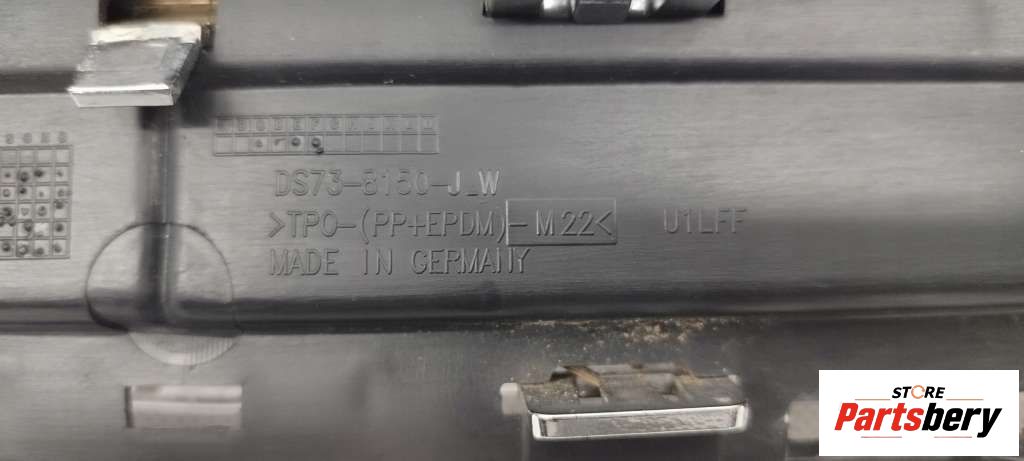 DS73-8150-J_W
>TPO-(PP+EPDM)-M22< U1LFF
MADE IN GERMANY
STORE
Partsbery